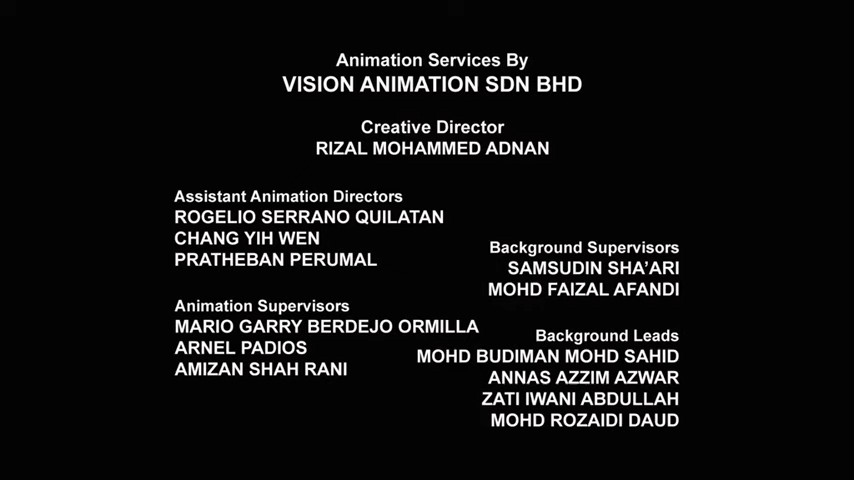 Animation Services By
VISION ANIMATION SDN BHD
Creative Director
RIZAL MOHAMMED ADNAN
Assistant Animation Directors
ROGELIO SERRANO QUILATAN
CHANG YIH WEN
PRATHEBAN PERUMAL
Animation Supervisors
MARIO GARRY BERDEJO ORMILLA
ARNEL PADIOS
AMIZAN SHAH RANI
Background Supervisors
SAMSUDIN SHA’ARI
MOHD FAIZAL AFANDI
Background Leads
MOHD BUDIMAN MOHD SAHID
ANNAS AZZIM AZWAR
ZATI IWANI ABDULLAH
MOHD ROZAIDI DAUD